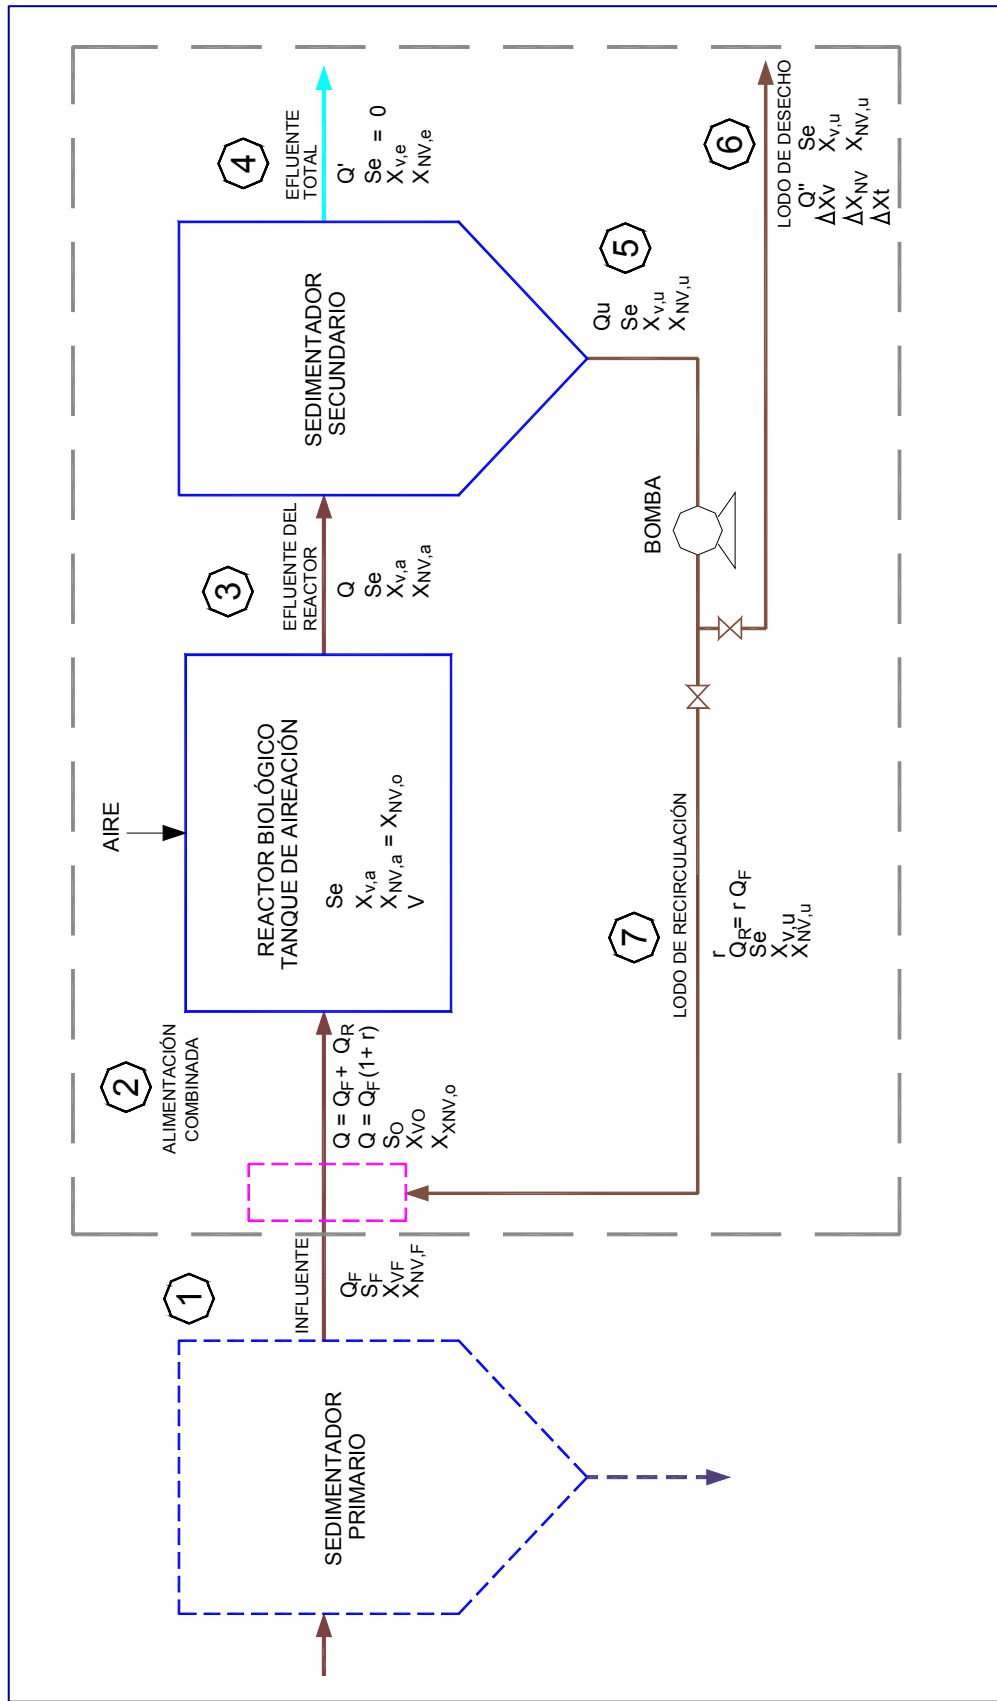 SEDIMENTADOR
PRIMARIO
1
INFLUENTE
Q_F
S_F
X_VF
X_NV,F
2
ALIMENTACIÓN
COMBINADA
Q = Q_F + Q_R
Q = Q_F (1+ r)
S_O
X_VO
X_XNV,o
AIRE
REACTOR BIOLÓGICO
TANQUE DE AIREACIÓN
Se
X_v,a
X_NV,a = X_NV,o
V
3
EFLUENTE DEL
REACTOR
Q
Se
X_v,a
X_NV,a
SEDIMENTADOR
SECUNDARIO
4
EFLUENTE
TOTAL
Q'
Se = 0
X_v,e
X_NV,e
5
Qu
Se
X_v,u
X_NV,u
BOMBA
6
LODO DE DESECHO
Q" Se
ΔXv X_v,u
ΔX_NV X_NV,u
ΔXt
7
LODO DE RECIRCULACIÓN
r
Q_R= r Q_F
Se
X_v,u
X_NV,u